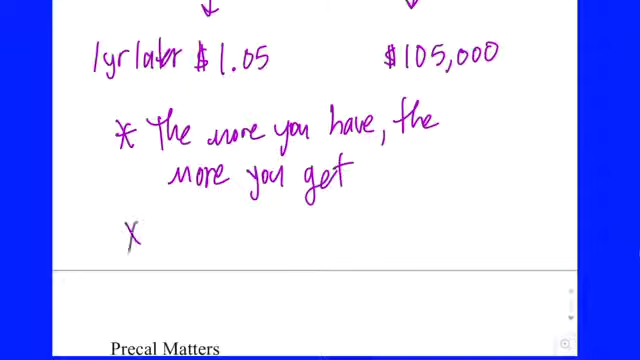 1yr later $1.05 $105,000
* The more you have, the
more you get
Precal Matters